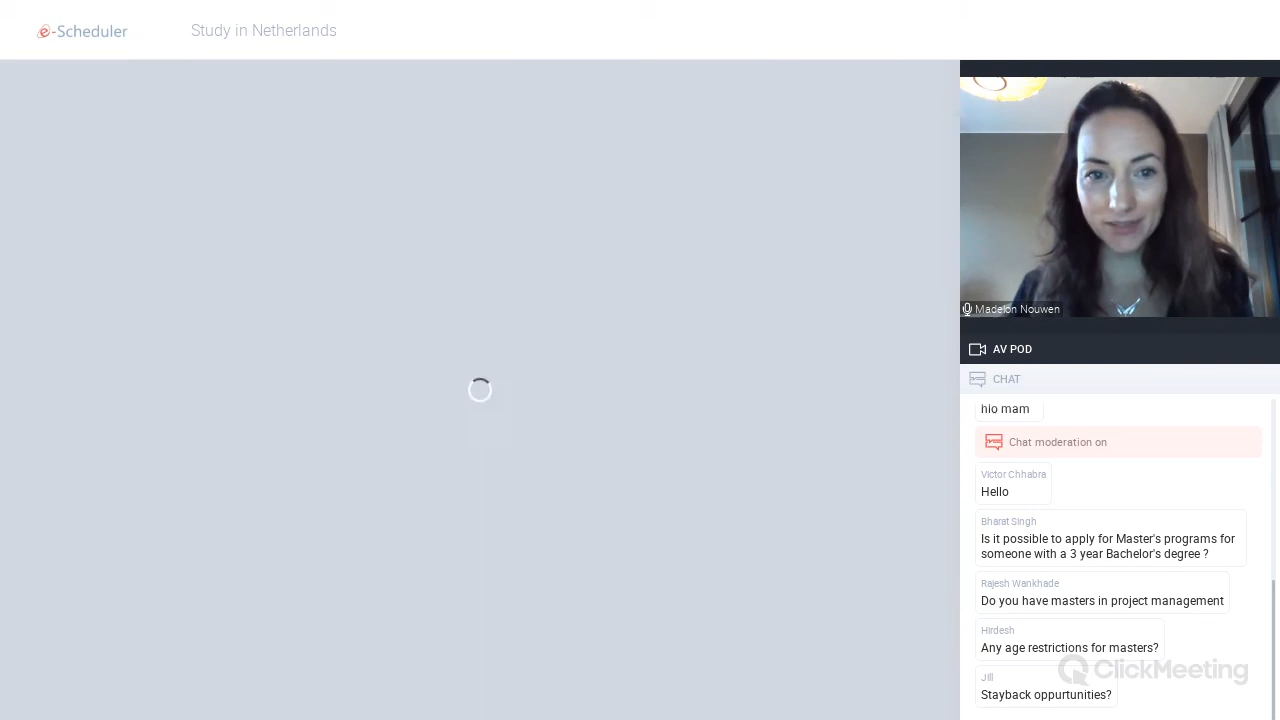 e-Scheduler
Study in Netherlands
Madelon Nouwen
AV POD
CHAT
hio mam
Chat moderation on
Victor Chhabra
Hello
Bharat Singh
Is it possible to apply for Master's programs for
someone with a 3 year Bachelor's degree ?
Rajesh Wankhade
Do you have masters in project management
Hirdesh
Any age restrictions for masters?
Jill
Stayback oppurtunities?
ClickMeeting